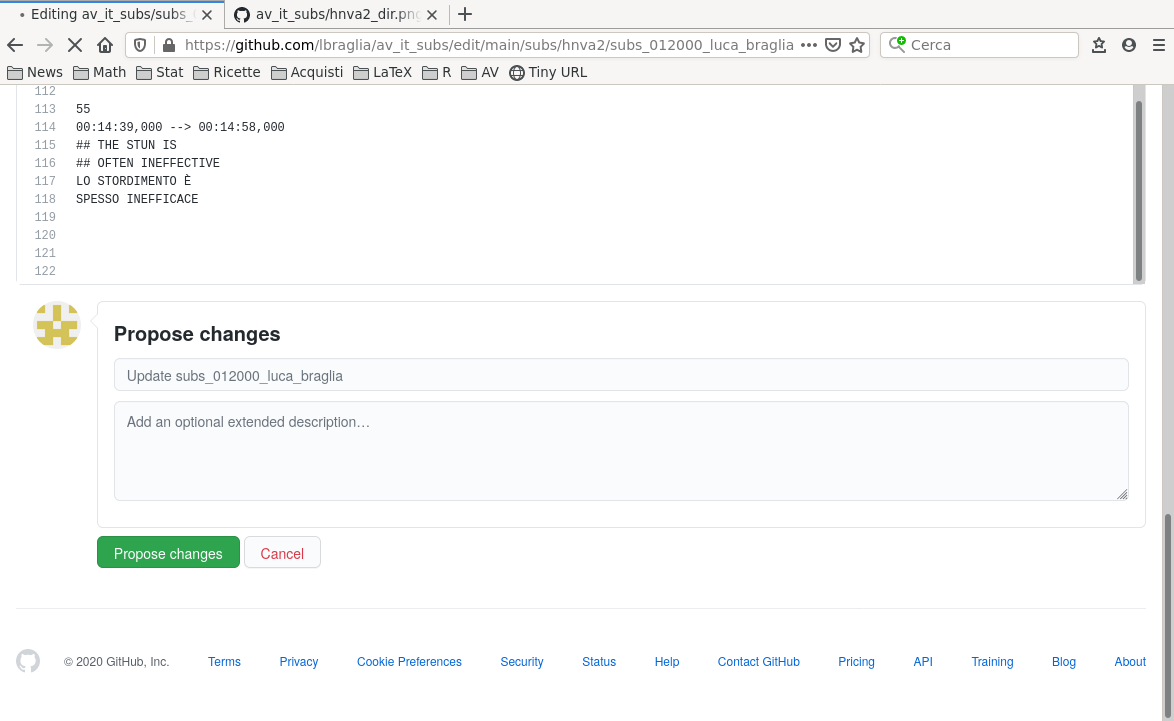 Editing av_it_subs/subs_
av_it_subs/hnva2_dir.png
https://github.com/lbraglia/av_it_subs/edit/main/subs/hnva2/subs_012000_luca_braglia
Cerca
News Math Stat Ricette Acquisti LaTeX R AV Tiny URL
112
113 55
114 00:14:39,000 --> 00:14:58,000
115 ## THE STUN IS
116 ## OFTEN INEFFECTIVE
117 LO STORDIMENTO È
118 SPESSO INEFFICACE
119
120
121
122
Propose changes
Update subs_012000_luca_braglia
Add an optional extended description…
Propose changes Cancel
© 2020 GitHub, Inc. Terms Privacy Cookie Preferences Security Status Help Contact GitHub Pricing API Training Blog About